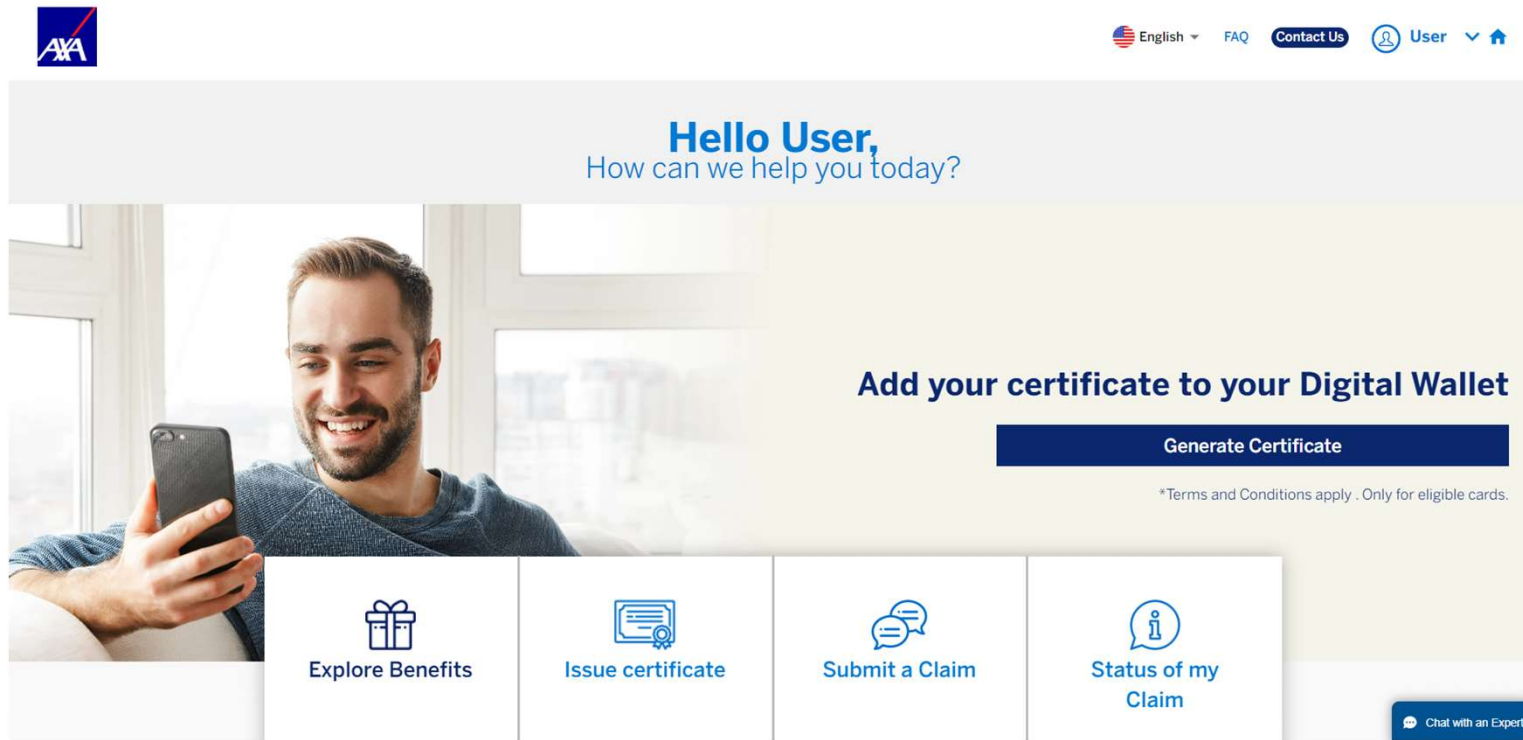 AXA
English
FAQ
Contact Us
User
Hello User,
How can we help you today?
Add your certificate to your Digital Wallet
Generate Certificate
*Terms and Conditions apply . Only for eligible cards.
Explore Benefits
Issue certificate
Submit a Claim
Status of my
Claim
Chat with an Expert